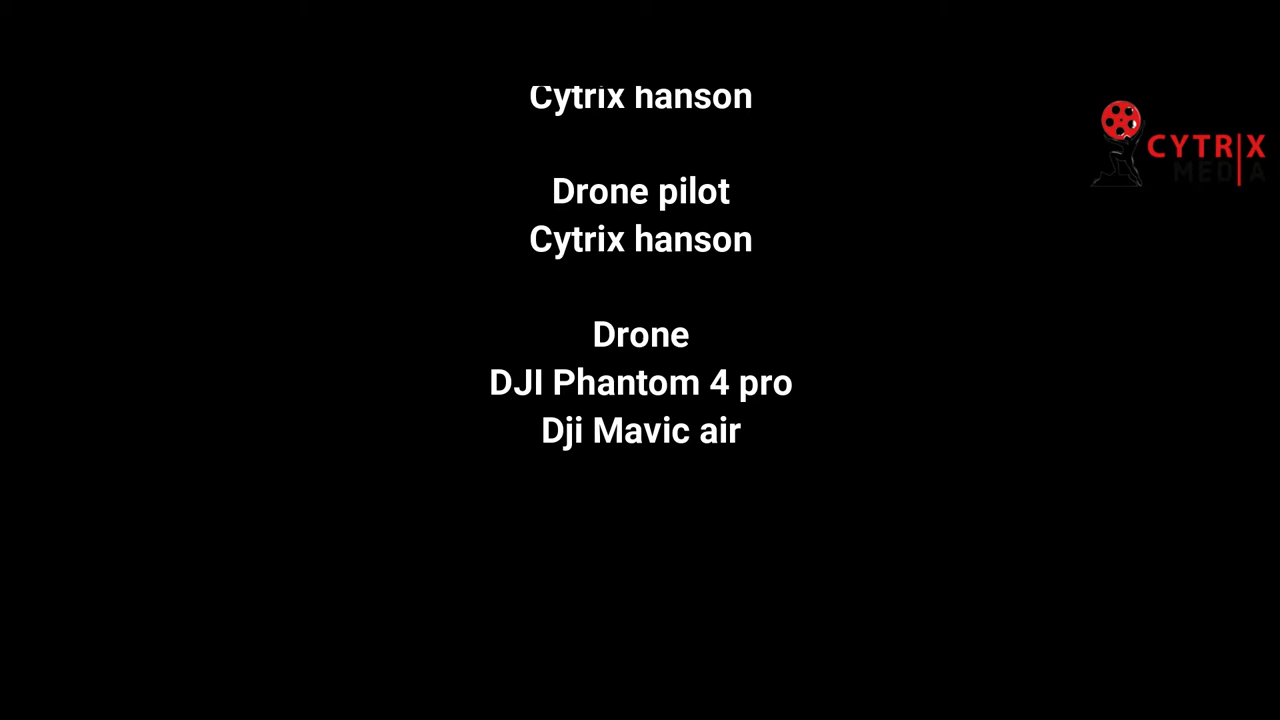 Cytrix hanson
CYTRIX
MEDIA
Drone pilot
Cytrix hanson
Drone
DJI Phantom 4 pro
Dji Mavic air